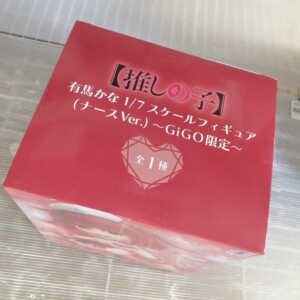 【推しの子】
有馬かな 1/7 スケールフィギュア
(ナースVer.) ～GiGO限定～
全1種